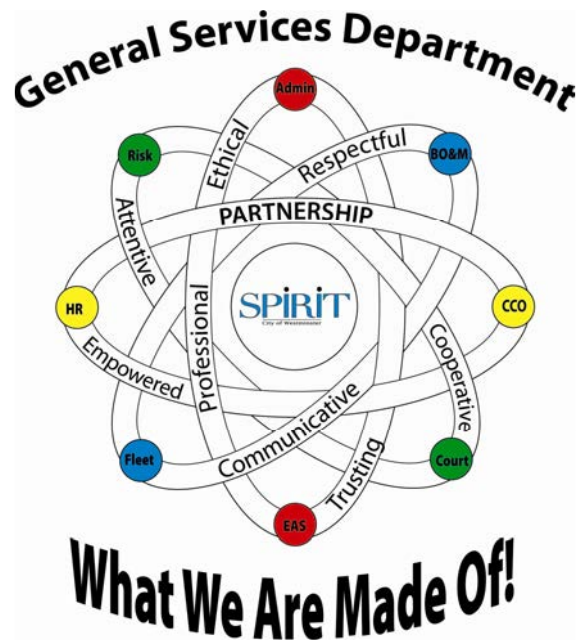 General Services Department
Admin
Risk
BO&M
Ethical
Respectful
Attentive
PARTNERSHIP
SPiRiT
City of Westminster
HR
CCO
Professional
Empowered
Cooperative
Communicative
Trusting
Fleet
Court
EAS
What We Are Made Of!